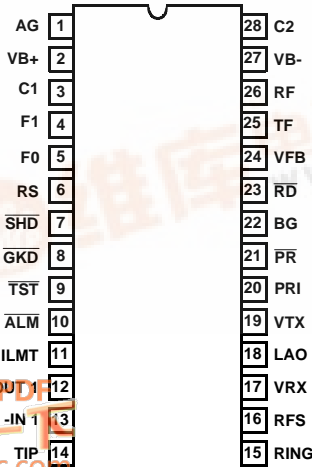 AG 1 28 C2
VB+ 2 27 VB-
C1 3 26 RF
F1 4 25 TF
F0 5 24 VFB
RS 6 23 RD
SHD 7 22 BG
GKD 8 21 PR
TST 9 20 PRI
ALM 10 19 VTX
ILMT 11 18 LAO
OUT 1 12 17 VRX
-IN 1 13 16 RFS
TIP 14 15 RING